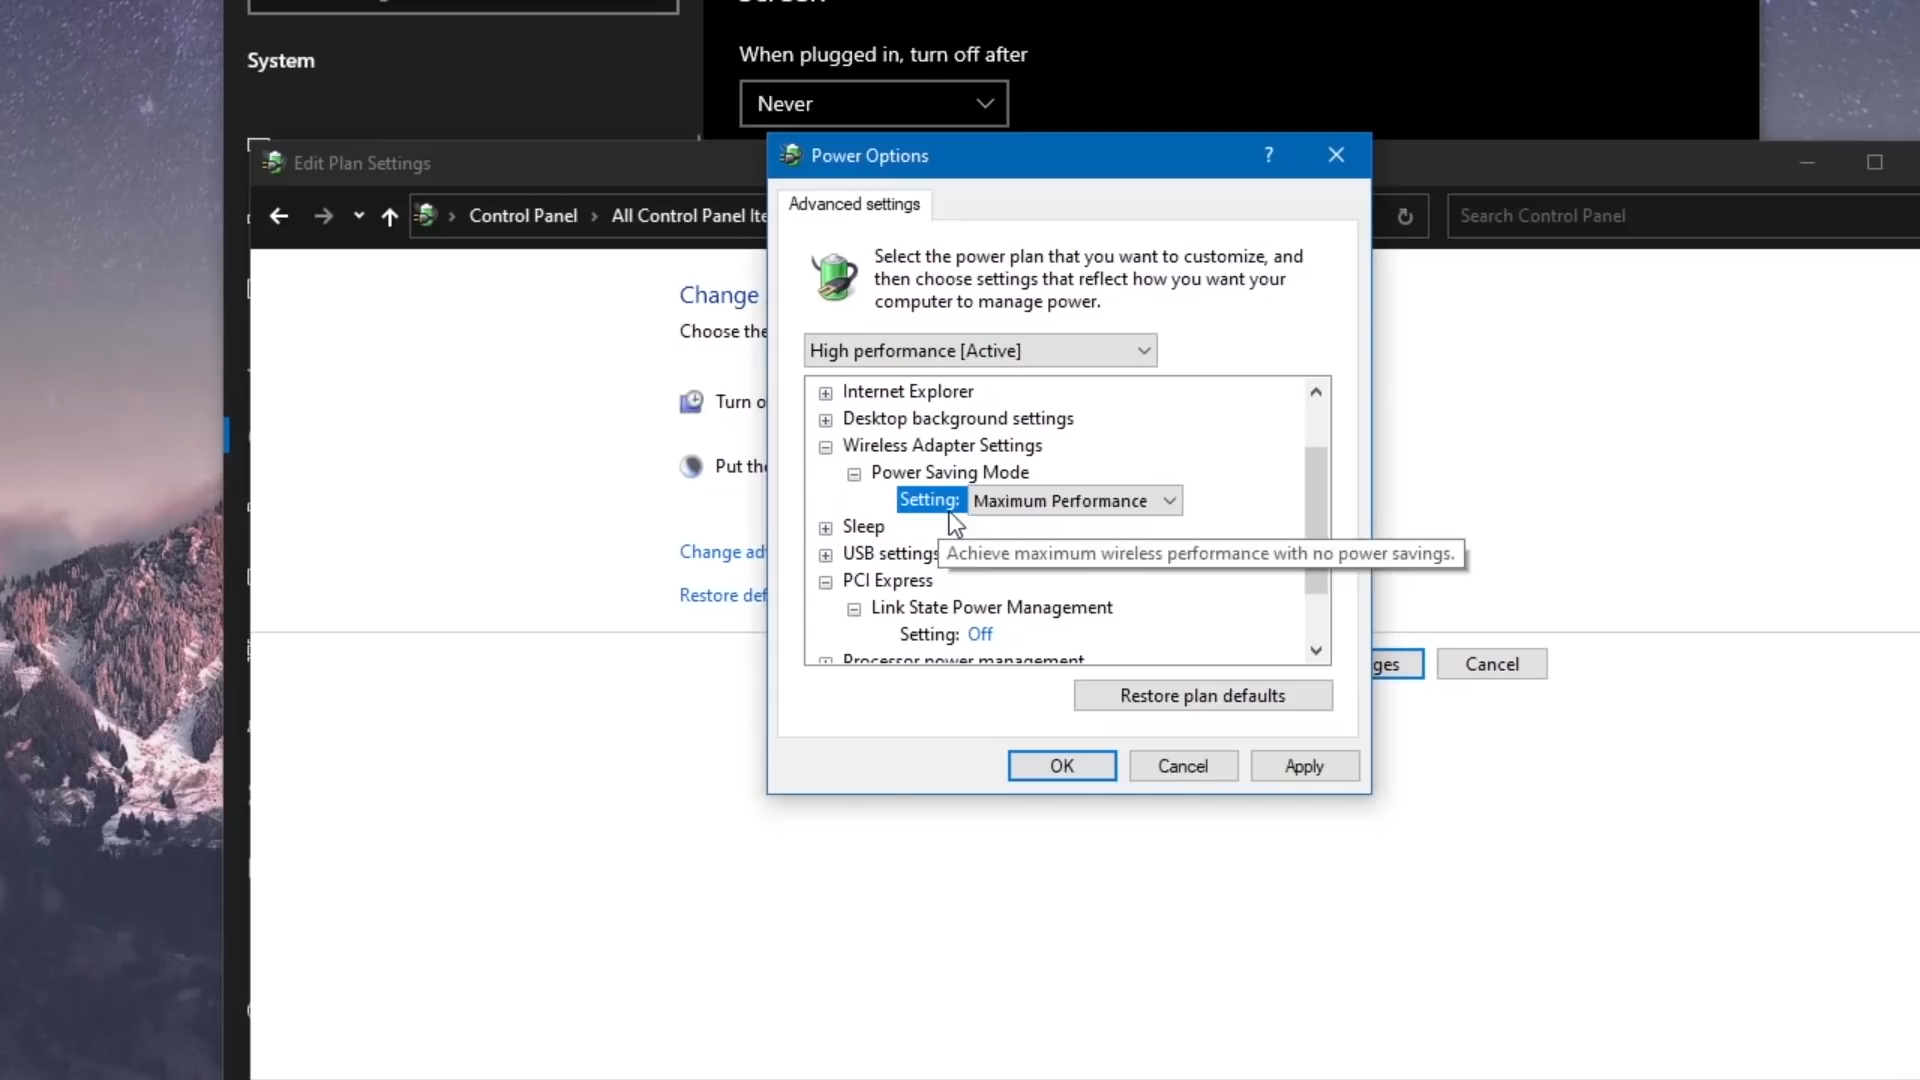 System
When plugged in, turn off after
Never
Edit Plan Settings
Control Panel
All Control Panel Ite
Search Control Panel
Change
Choose the
Turn o
Put the
Change ad
Restore def
ges
Cancel
Power Options
?
Advanced settings
Select the power plan that you want to customize, and
then choose settings that reflect how you want your
computer to manage power.
High performance [Active]
Internet Explorer
Desktop background settings
Wireless Adapter Settings
Power Saving Mode
Setting: Maximum Performance
Sleep
USB settings
Achieve maximum wireless performance with no power savings.
PCI Express
Link State Power Management
Setting: Off
Processor power management
Restore plan defaults
OK
Cancel
Apply